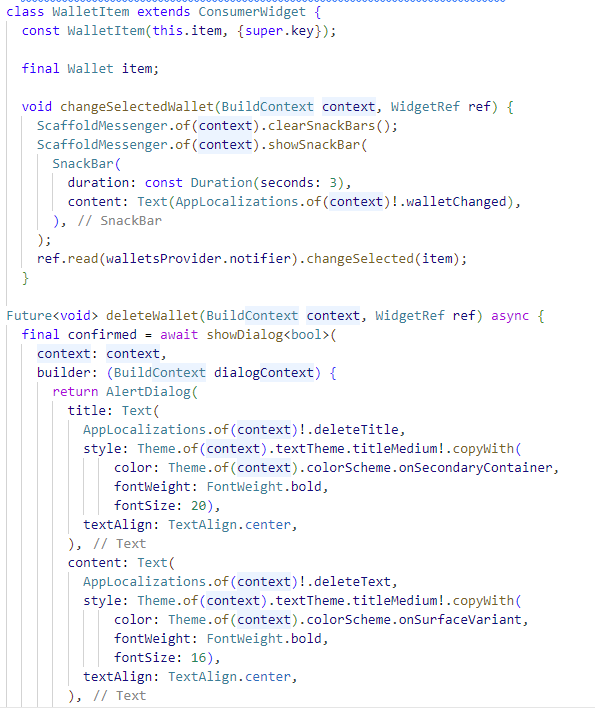 class WalletItem extends ConsumerWidget {
  const WalletItem(this.item, {super.key});

  final Wallet item;

  void changeSelectedWallet(BuildContext context, WidgetRef ref) {
    ScaffoldMessenger.of(context).clearSnackBars();
    ScaffoldMessenger.of(context).showSnackBar(
      SnackBar(
        duration: const Duration(seconds: 3),
        content: Text(AppLocalizations.of(context)!.walletChanged),
      ), // SnackBar
    );
    ref.read(walletsProvider.notifier).changeSelected(item);
  }

Future<void> deleteWallet(BuildContext context, WidgetRef ref) async {
  final confirmed = await showDialog<bool>(
    context: context,
    builder: (BuildContext dialogContext) {
      return AlertDialog(
        title: Text(
          AppLocalizations.of(context)!.deleteTitle,
          style: Theme.of(context).textTheme.titleMedium!.copyWith(
              color: Theme.of(context).colorScheme.onSecondaryContainer,
              fontWeight: FontWeight.bold,
              fontSize: 20),
          textAlign: TextAlign.center,
        ), // Text
        content: Text(
          AppLocalizations.of(context)!.deleteText,
          style: Theme.of(context).textTheme.titleMedium!.copyWith(
              color: Theme.of(context).colorScheme.onSurfaceVariant,
              fontWeight: FontWeight.bold,
              fontSize: 16),
          textAlign: TextAlign.center,
        ), // Text